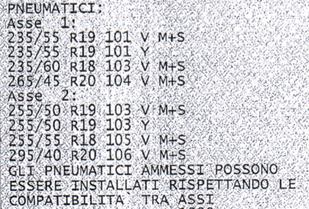 PNEUMATICI:
Asse 1:
235/55 R19 101 V M+S
235/55 R19 101 Y
235/60 R18 103 V M+S
265/45 R20 104 V M+S
Asse 2:
255/50 R19 103 V M+S
255/50 R19 103 Y
255/55 R18 105 V M+S
295/40 R20 106 V M+S
GLI PNEUMATICI AMMESSI POSSONO
ESSERE INSTALLATI RISPETTANDO LE
COMPATIBILITA' TRA ASSI